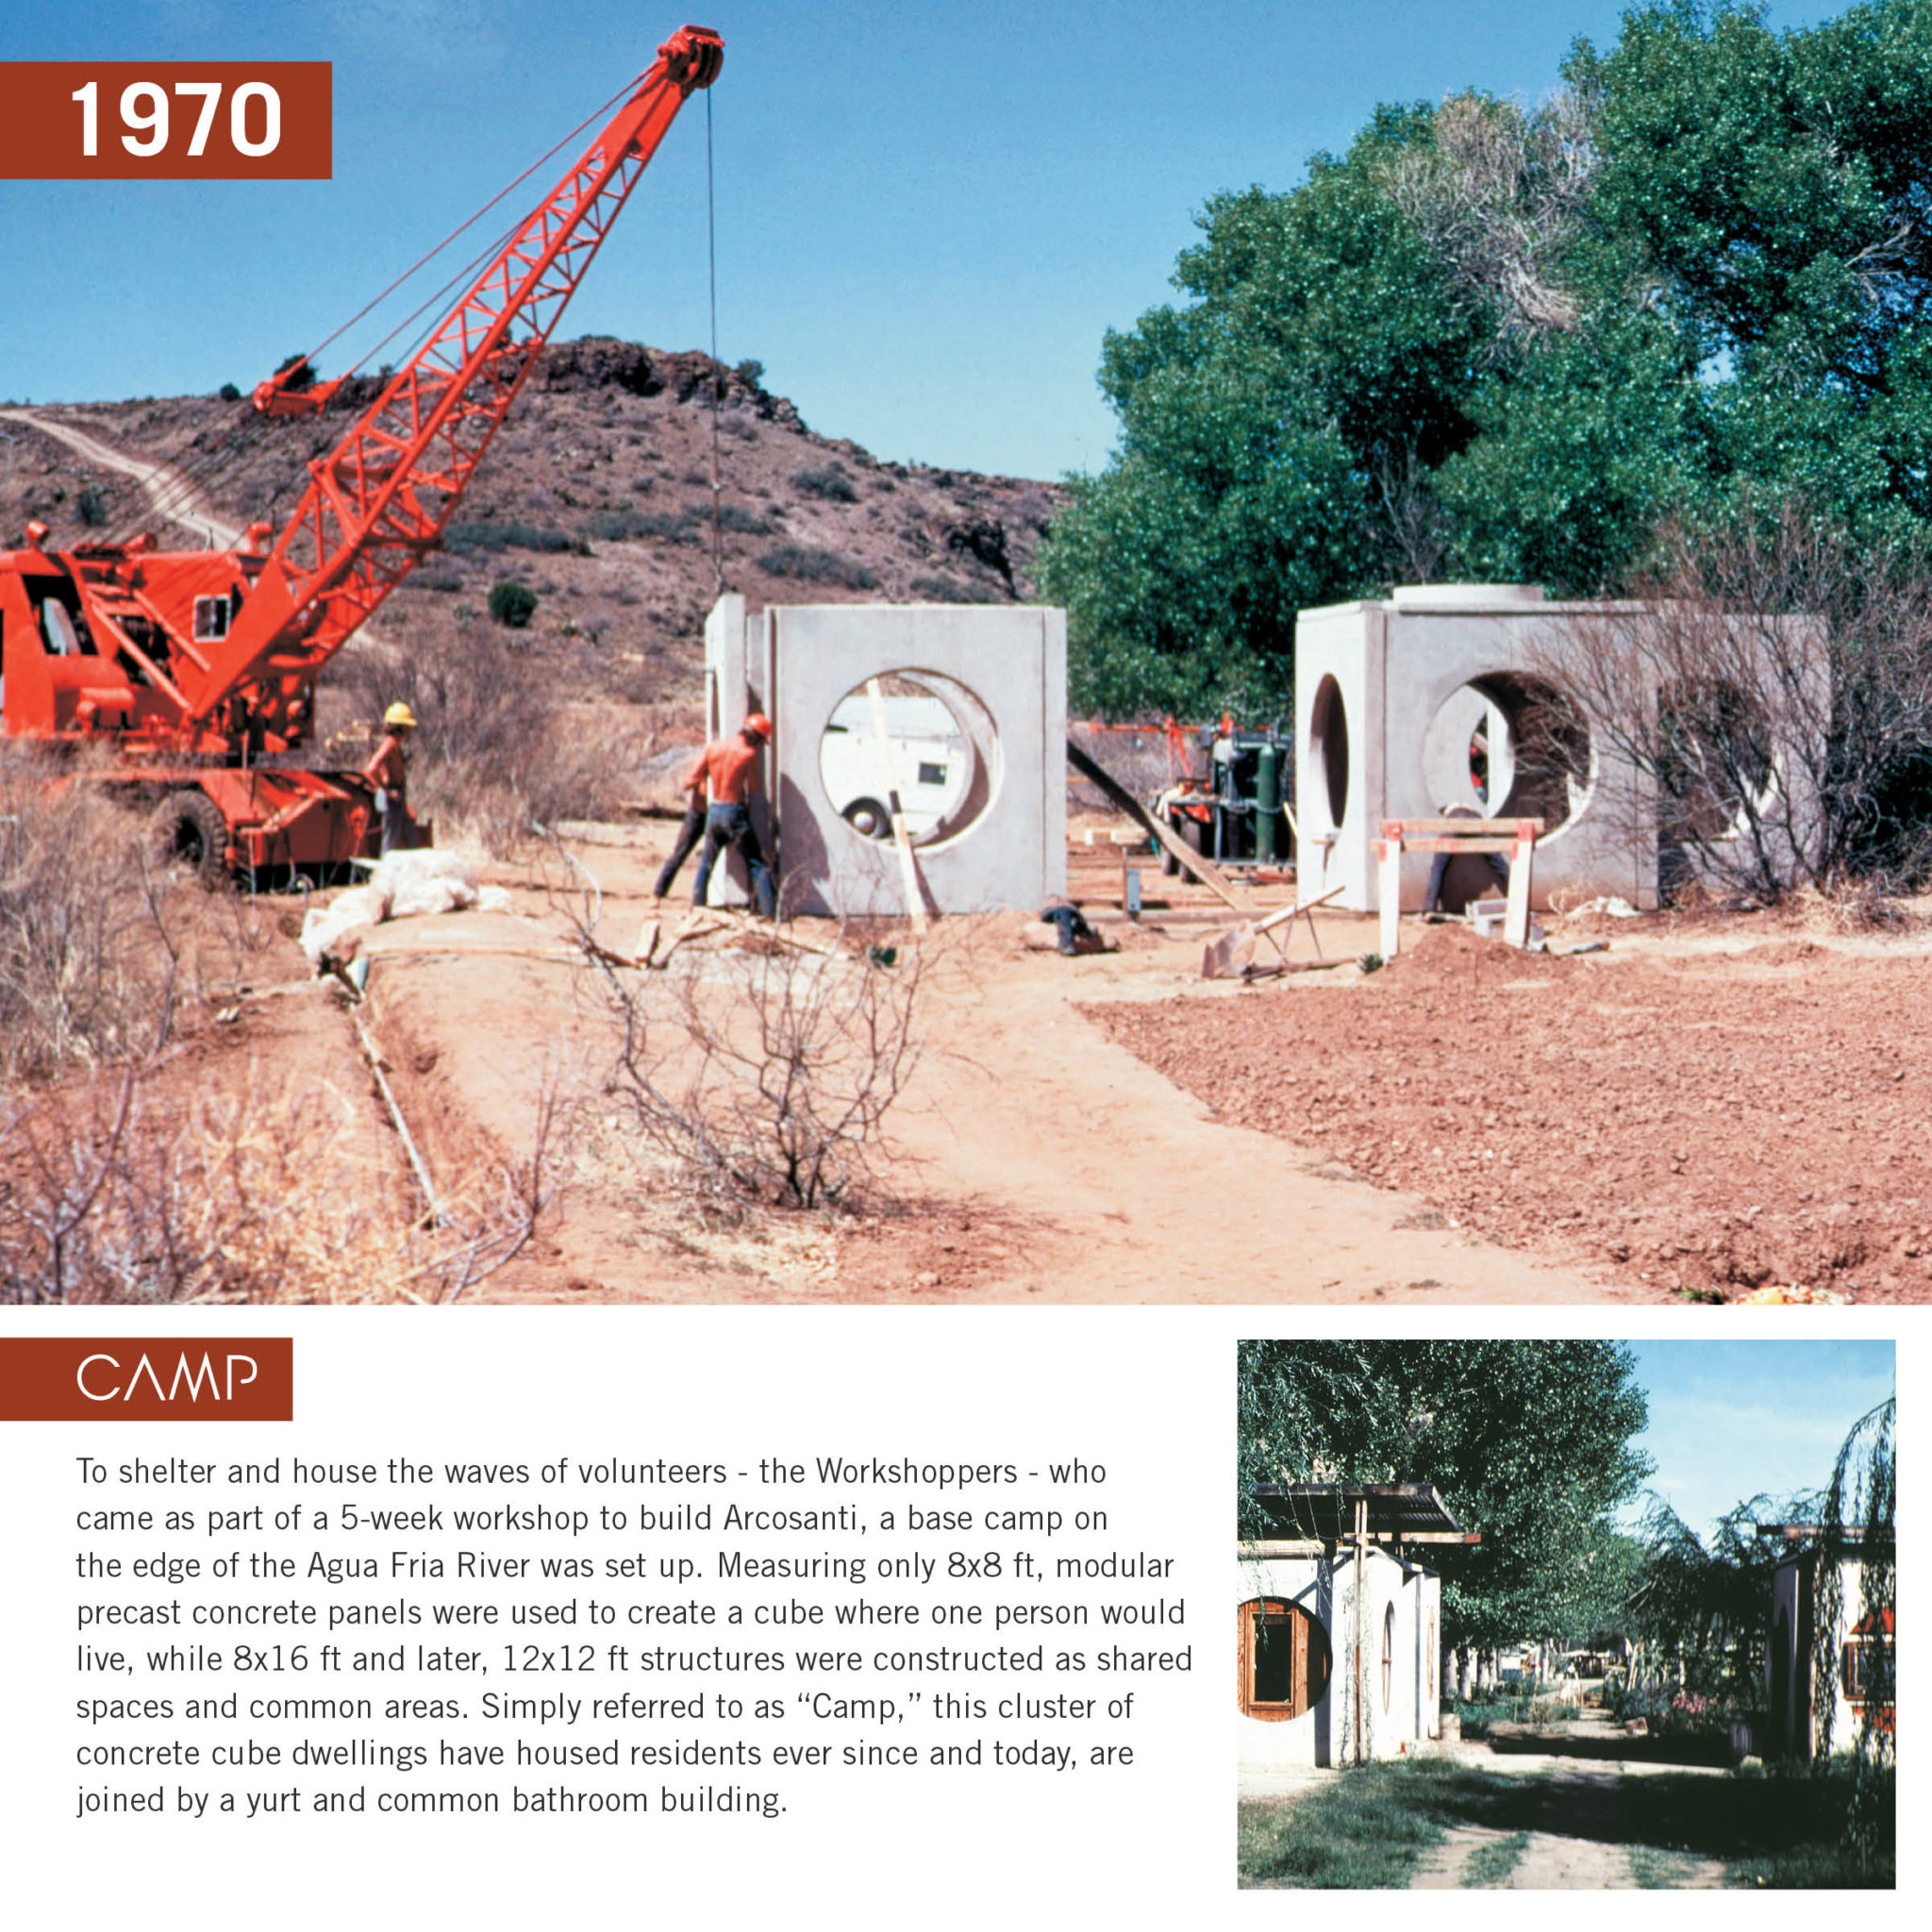 1970
CAMP
To shelter and house the waves of volunteers - the Workshoppers - who
came as part of a 5-week workshop to build Arcosanti, a base camp on
the edge of the Agua Fria River was set up. Measuring only 8x8 ft, modular
precast concrete panels were used to create a cube where one person would
live, while 8x16 ft and later, 12x12 ft structures were constructed as shared
spaces and common areas. Simply referred to as “Camp,” this cluster of
concrete cube dwellings have housed residents ever since and today, are
joined by a yurt and common bathroom building.